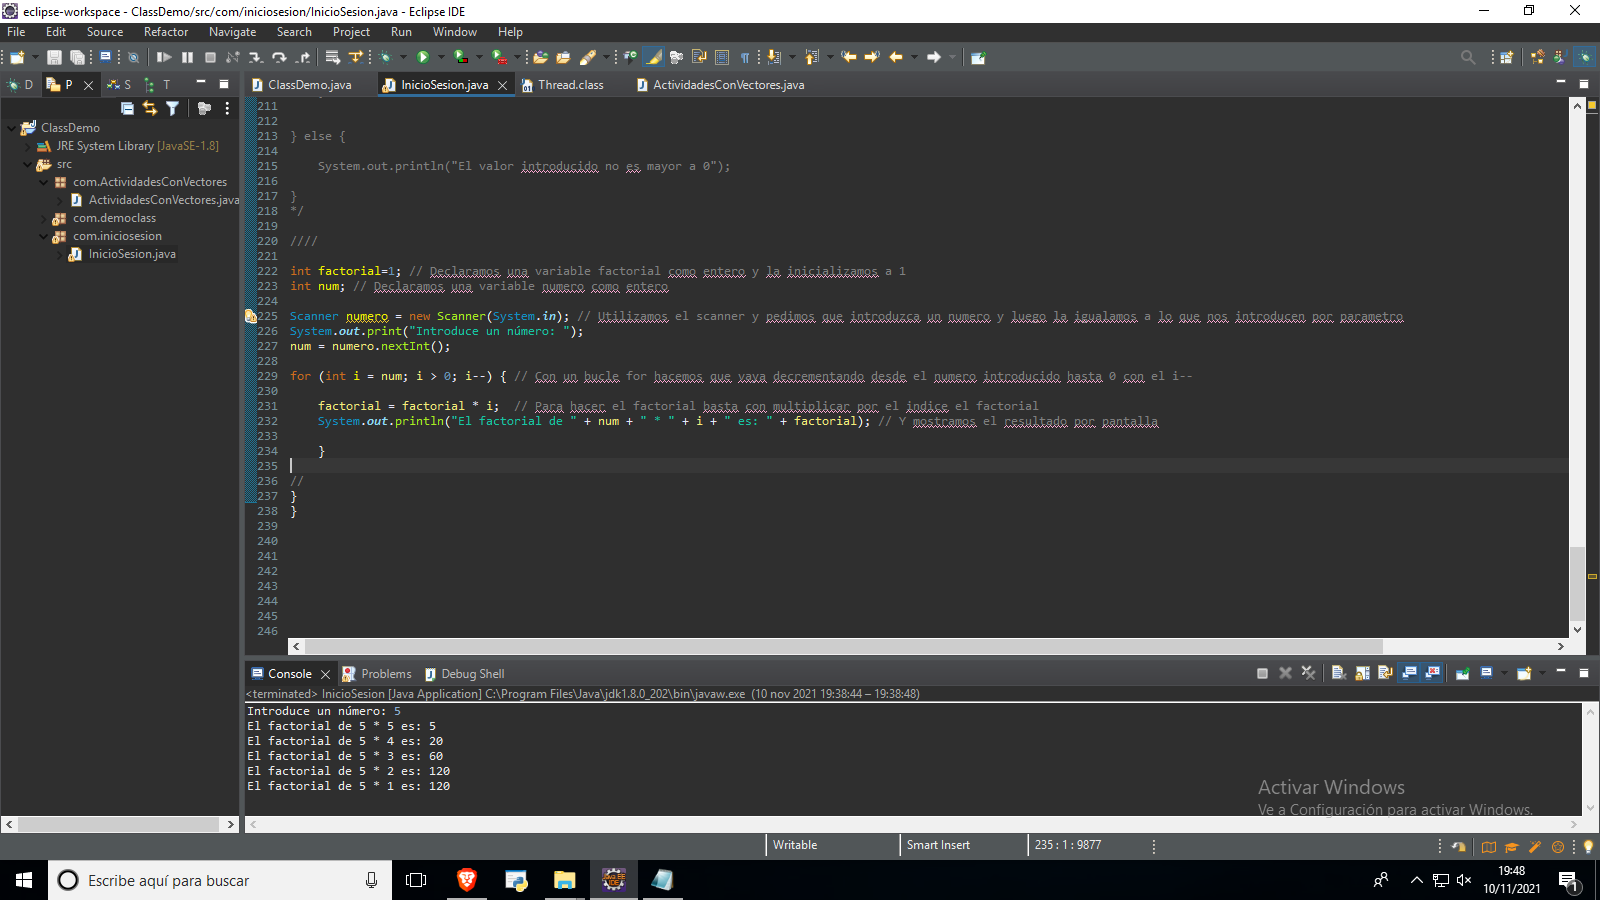 eclipse-workspace - ClassDemo/src/com/iniciosesion/InicioSesion.java - Eclipse IDE
File Edit Source Refactor Navigate Search Project Run Window Help
D P S T
ClassDemo.java InicioSesion.java Thread.class ActividadesConVectores.java
ClassDemo
JRE System Library [JavaSE-1.8]
src
com.ActividadesConVectores
ActividadesConVectores.java
com.democlass
com.iniciosesion
InicioSesion.java
211
212
213 } else {
214
215 System.out.println("El valor introducido no es mayor a 0");
216
217 }
218 */
219
220 ////
221
222 int factorial=1; // Declaramos una variable factorial como entero y la inicializamos a 1
223 int num; // Declaramos una variable numero como entero
224
225 Scanner numero = new Scanner(System.in); // Utilizamos el scanner y pedimos que introduzca un numero y luego la igualamos a lo que nos introducen por parametro
226 System.out.print("Introduce un número: ");
227 num = numero.nextInt();
228
229 for (int i = num; i > 0; i--) { // Con un bucle for hacemos que vaya decrementando desde el numero introducido hasta 0 con el i--
230
231 factorial = factorial * i; // Para hacer el factorial basta con multiplicar por el indice el factorial
232 System.out.println("El factorial de " + num + " * " + i + " es: " + factorial); // Y mostramos el resultado por pantalla
233
234 }
235
236 //
237 }
238 }
239
240
241
242
243
244
245
246
Console Problems Debug Shell
<terminated> InicioSesion [Java Application] C:\Program Files\Java\jdk1.8.0_202\bin\javaw.exe (10 nov 2021 19:38:44 – 19:38:48)
Introduce un número: 5
El factorial de 5 * 5 es: 5
El factorial de 5 * 4 es: 20
El factorial de 5 * 3 es: 60
El factorial de 5 * 2 es: 120
El factorial de 5 * 1 es: 120
Activar Windows
Ve a Configuración para activar Windows.
Writable Smart Insert 235 : 1 : 9877
Escribe aquí para buscar
19:48
10/11/2021
1